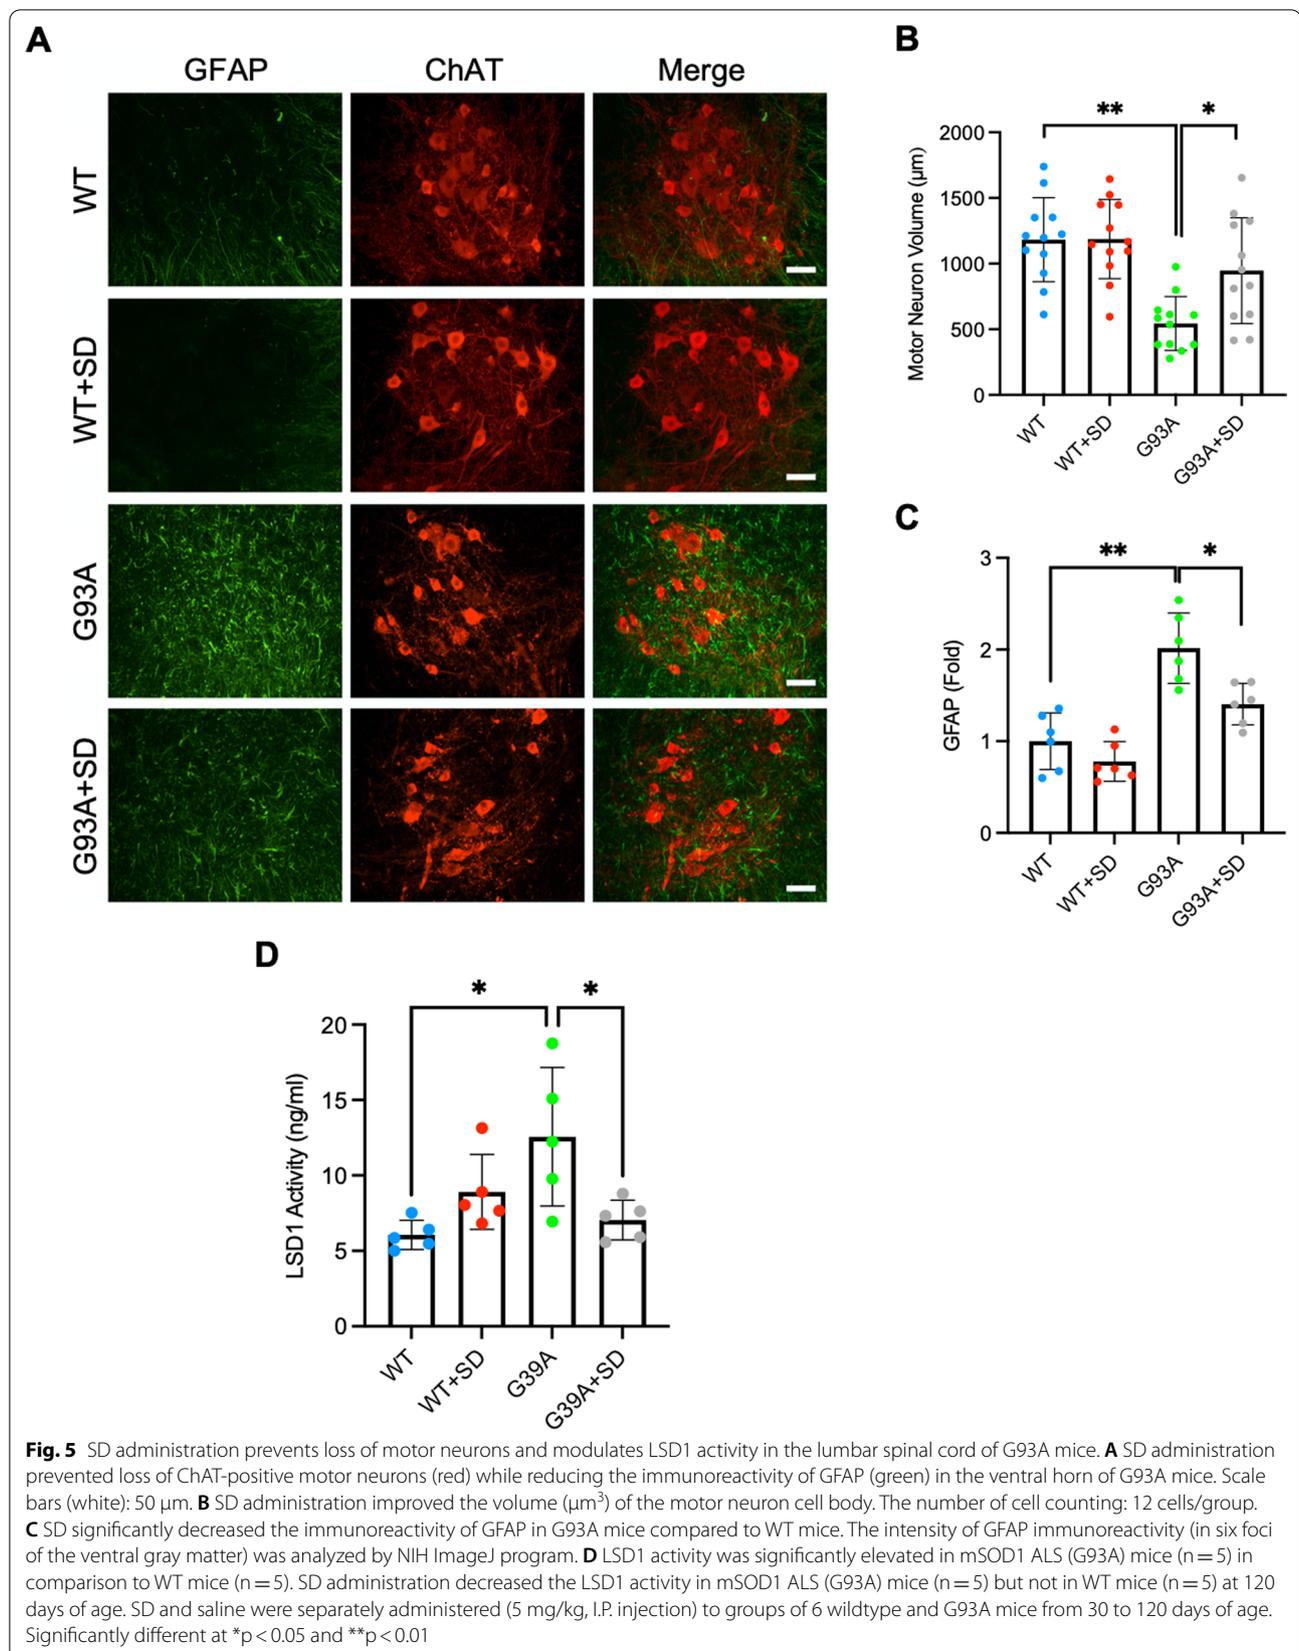 A
GFAP
ChAT
Merge
WT
WT+SD
G93A
G93A+SD
B
Motor Neuron Volume (μm)
2000
1500
1000
500
0
**
*
WT
WT+SD
G93A
G93A+SD
C
GFAP (Fold)
3
2
1
0
**
*
WT
WT+SD
G93A
G93A+SD
D
LSD1 Activity (ng/ml)
20
15
10
5
0
*
*
WT
WT+SD
G39A
G39A+SD
Fig. 5 SD administration prevents loss of motor neurons and modulates LSD1 activity in the lumbar spinal cord of G93A mice. A SD administration
prevented loss of ChAT-positive motor neurons (red) while reducing the immunoreactivity of GFAP (green) in the ventral horn of G93A mice. Scale
bars (white): 50 μm. B SD administration improved the volume (μm³) of the motor neuron cell body. The number of cell counting: 12 cells/group.
C SD significantly decreased the immunoreactivity of GFAP in G93A mice compared to WT mice. The intensity of GFAP immunoreactivity (in six foci
of the ventral gray matter) was analyzed by NIH ImageJ program. D LSD1 activity was significantly elevated in mSOD1 ALS (G93A) mice (n = 5) in
comparison to WT mice (n = 5). SD administration decreased the LSD1 activity in mSOD1 ALS (G93A) mice (n = 5) but not in WT mice (n = 5) at 120
days of age. SD and saline were separately administered (5 mg/kg, I.P. injection) to groups of 6 wildtype and G93A mice from 30 to 120 days of age.
Significantly different at *p < 0.05 and **p < 0.01